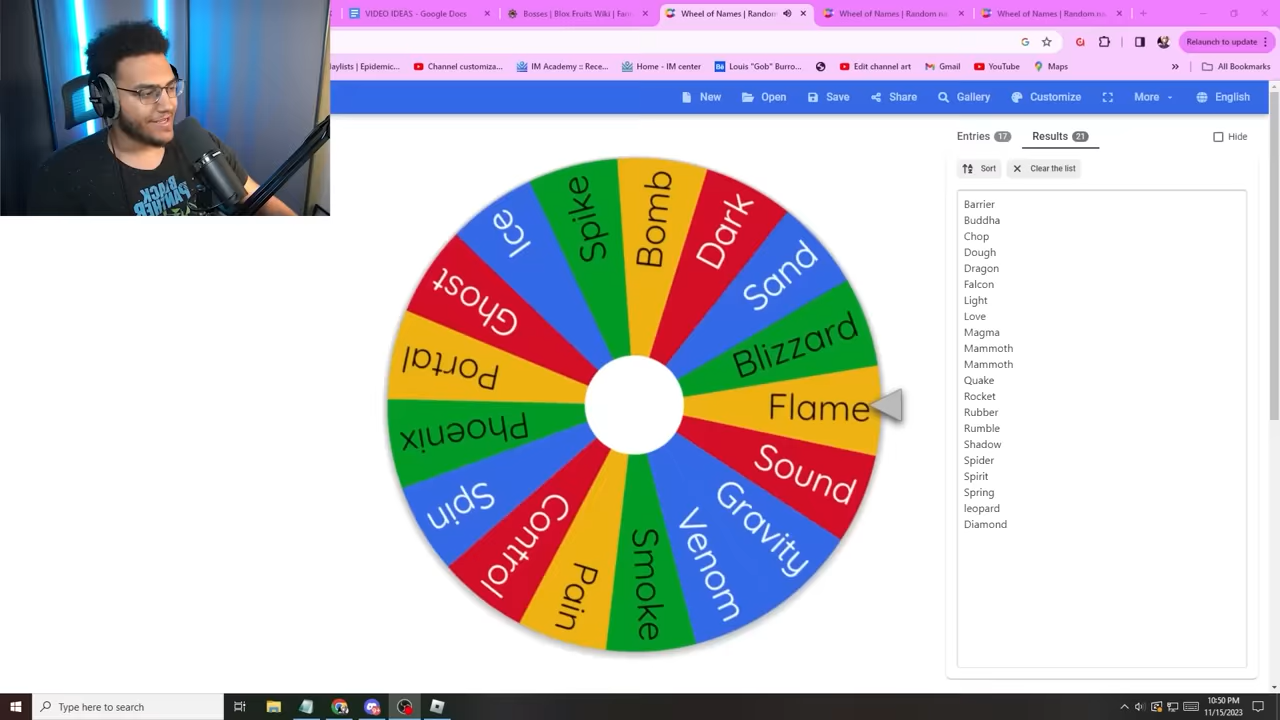 VIDEO IDEAS - Google Docs
Bosses | Blox Fruits Wiki | Fan
Wheel of Names | Random
Wheel of Names | Random na
Wheel of Names | Random na
Relaunch to update
laylists | Epidemic...
Channel customiza...
IM Academy :: Rece...
Home - IM center
Louis "Gob" Burro...
Edit channel art
Gmail
YouTube
Maps
All Bookmarks
New
Open
Save
Share
Gallery
Customize
More
English
Entries 17
Results 21
Hide
Sort
Clear the list
Barrier
Buddha
Chop
Dough
Dragon
Falcon
Light
Love
Magma
Mammoth
Mammoth
Quake
Rocket
Rubber
Rumble
Shadow
Spider
Spirit
Spring
leopard
Diamond
Spike
Bomb
Dark
Sand
Blizzard
Flame
Sound
Gravity
Venom
Smoke
Pain
Control
Spin
Phoenix
Portal
Ghost
Ice
BLACK
PANTHER
Type here to search
10:50 PM
11/15/2023